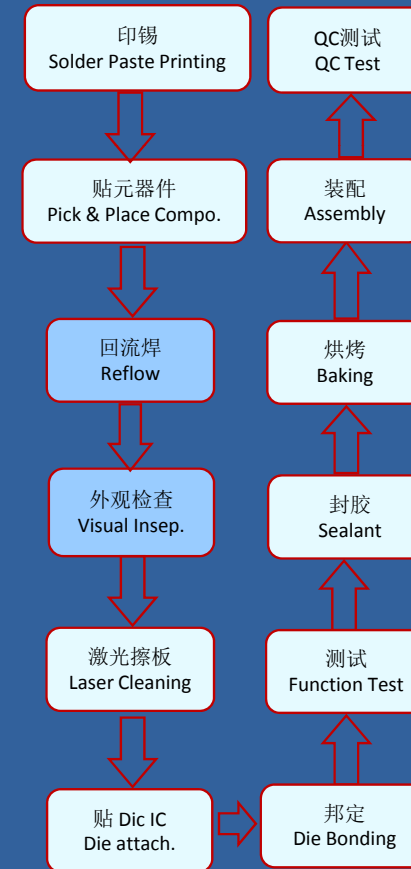 印锡
Solder Paste Printing
贴元器件
Pick & Place Compo.
回流焊
Reflow
外观检查
Visual Insep.
激光擦板
Laser Cleaning
贴 Dic IC
Die attach.
邦定
Die Bonding
测试
Function Test
封胶
Sealant
烘烤
Baking
装配
Assembly
QC测试
QC Test